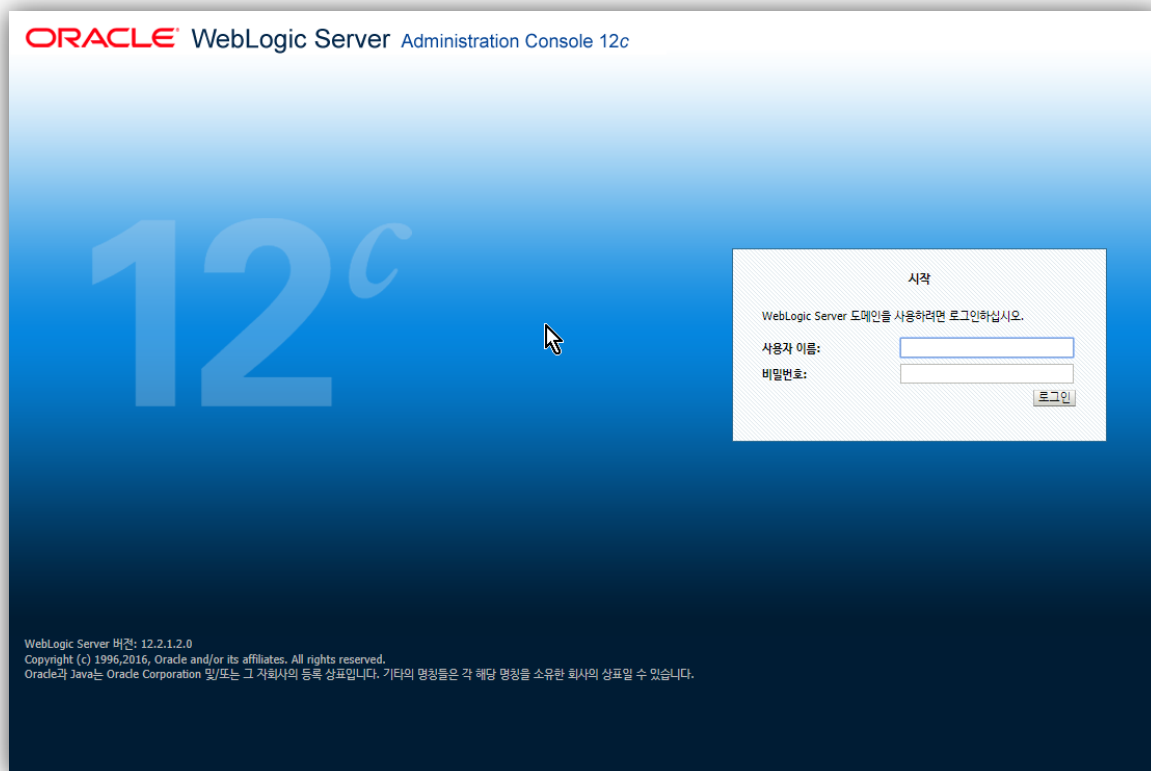 ORACLE WebLogic Server Administration Console 12c
12c
시작
WebLogic Server 도메인을 사용하려면 로그인하십시오.
사용자 이름:
비밀번호:
로그인
WebLogic Server 버전: 12.2.1.2.0
Copyright (c) 1996,2016, Oracle and/or its affiliates. All rights reserved.
Oracle과 Java는 Oracle Corporation 및/또는 그 자회사의 등록 상표입니다. 기타의 명칭들은 각 해당 명칭을 소유한 회사의 상표일 수 있습니다.